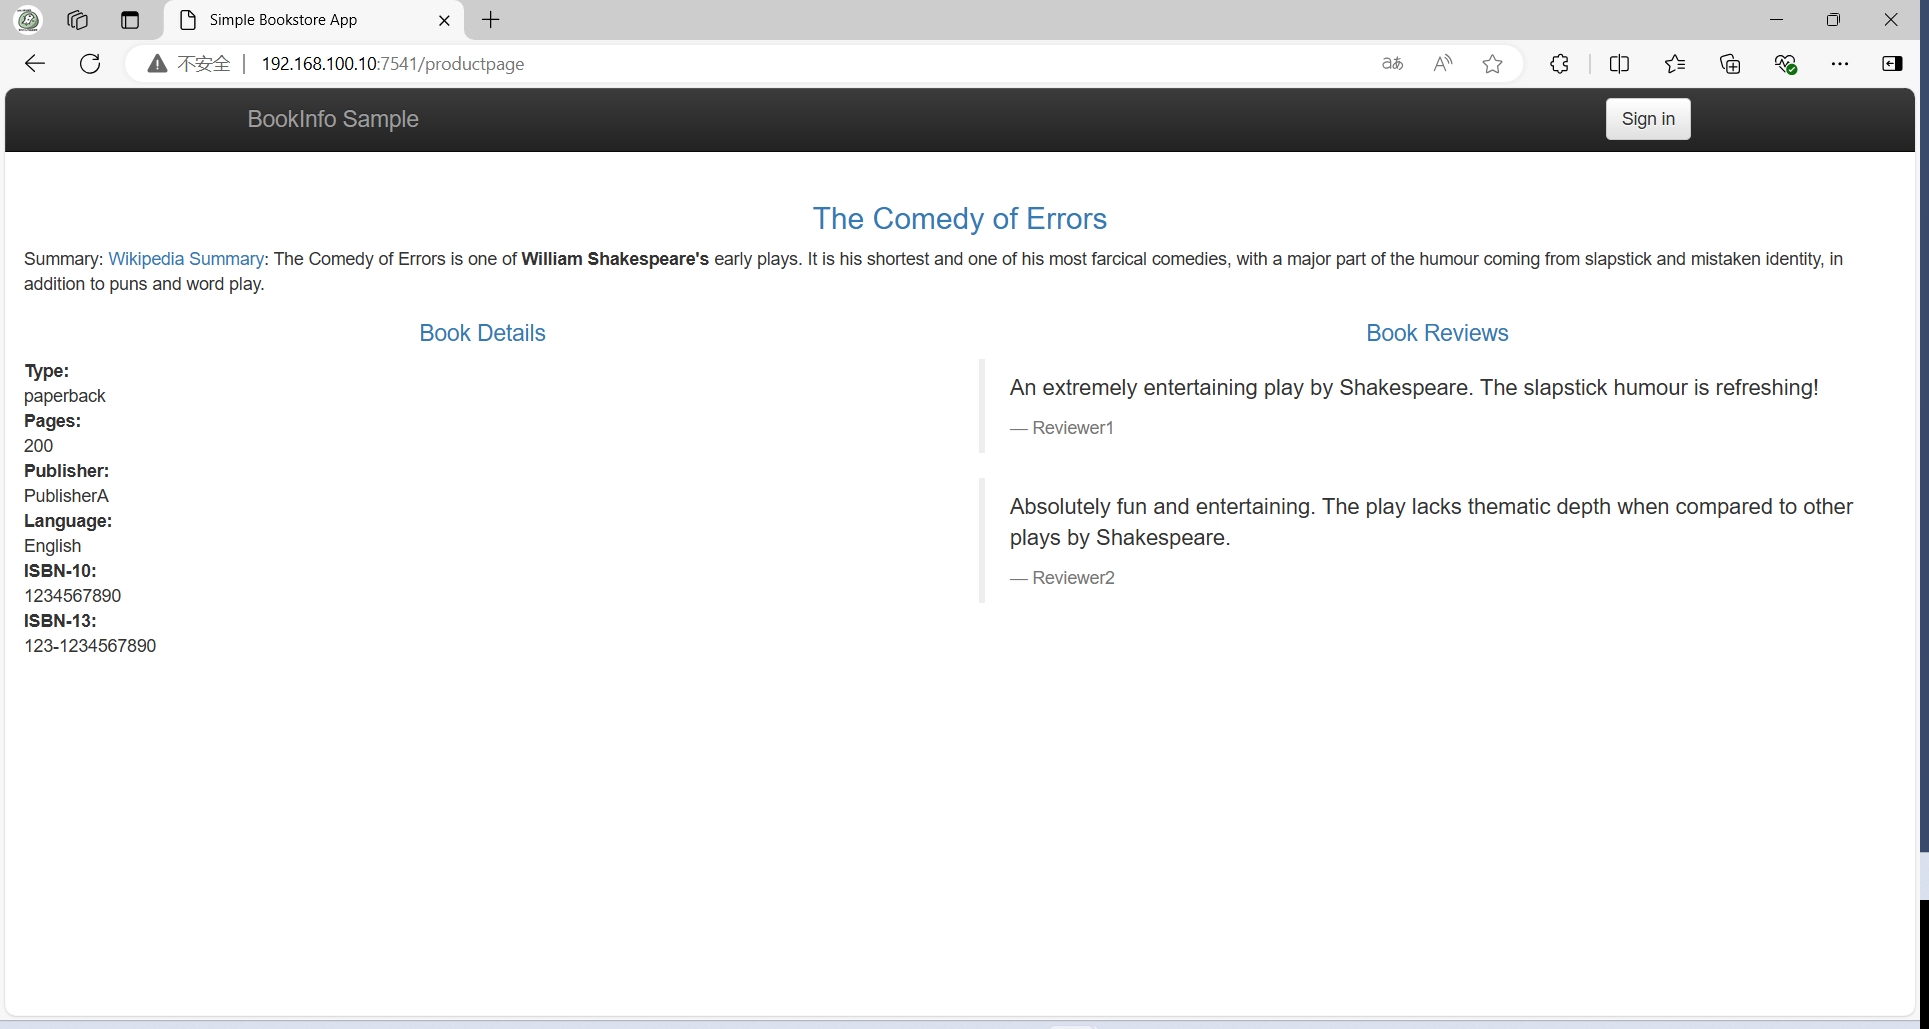 Simple Bookstore App
不安全 192.168.100.10:7541/productpage
BookInfo Sample
Sign in
The Comedy of Errors
Summary: Wikipedia Summary: The Comedy of Errors is one of William Shakespeare's early plays. It is his shortest and one of his most farcical comedies, with a major part of the humour coming from slapstick and mistaken identity, in
addition to puns and word play.
Book Details
Type:
paperback
Pages:
200
Publisher:
PublisherA
Language:
English
ISBN-10:
1234567890
ISBN-13:
123-1234567890
Book Reviews
An extremely entertaining play by Shakespeare. The slapstick humour is refreshing!
— Reviewer1
Absolutely fun and entertaining. The play lacks thematic depth when compared to other
plays by Shakespeare.
— Reviewer2